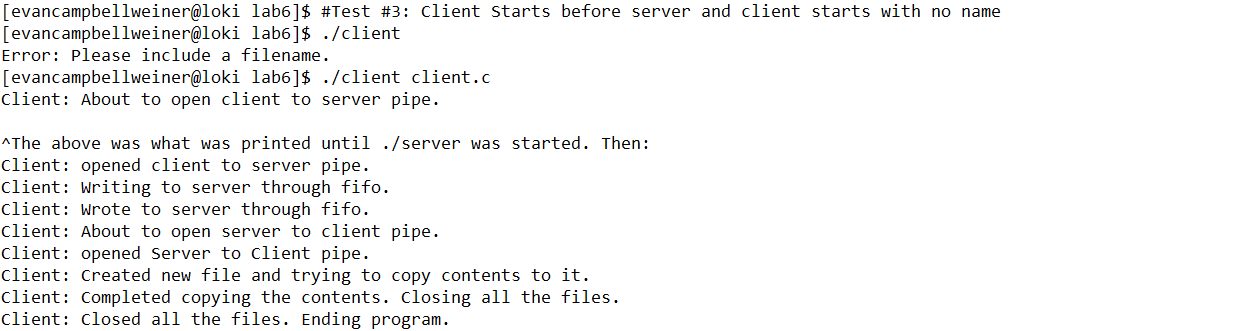 [evancampbellweiner@loki lab6]$ #Test #3: Client Starts before server and client starts with no name
[evancampbellweiner@loki lab6]$ ./client
Error: Please include a filename.
[evancampbellweiner@loki lab6]$ ./client client.c
Client: About to open client to server pipe.

^The above was what was printed until ./server was started. Then:
Client: opened client to server pipe.
Client: Writing to server through fifo.
Client: Wrote to server through fifo.
Client: About to open server to client pipe.
Client: opened Server to Client pipe.
Client: Created new file and trying to copy contents to it.
Client: Completed copying the contents. Closing all the files.
Client: Closed all the files. Ending program.